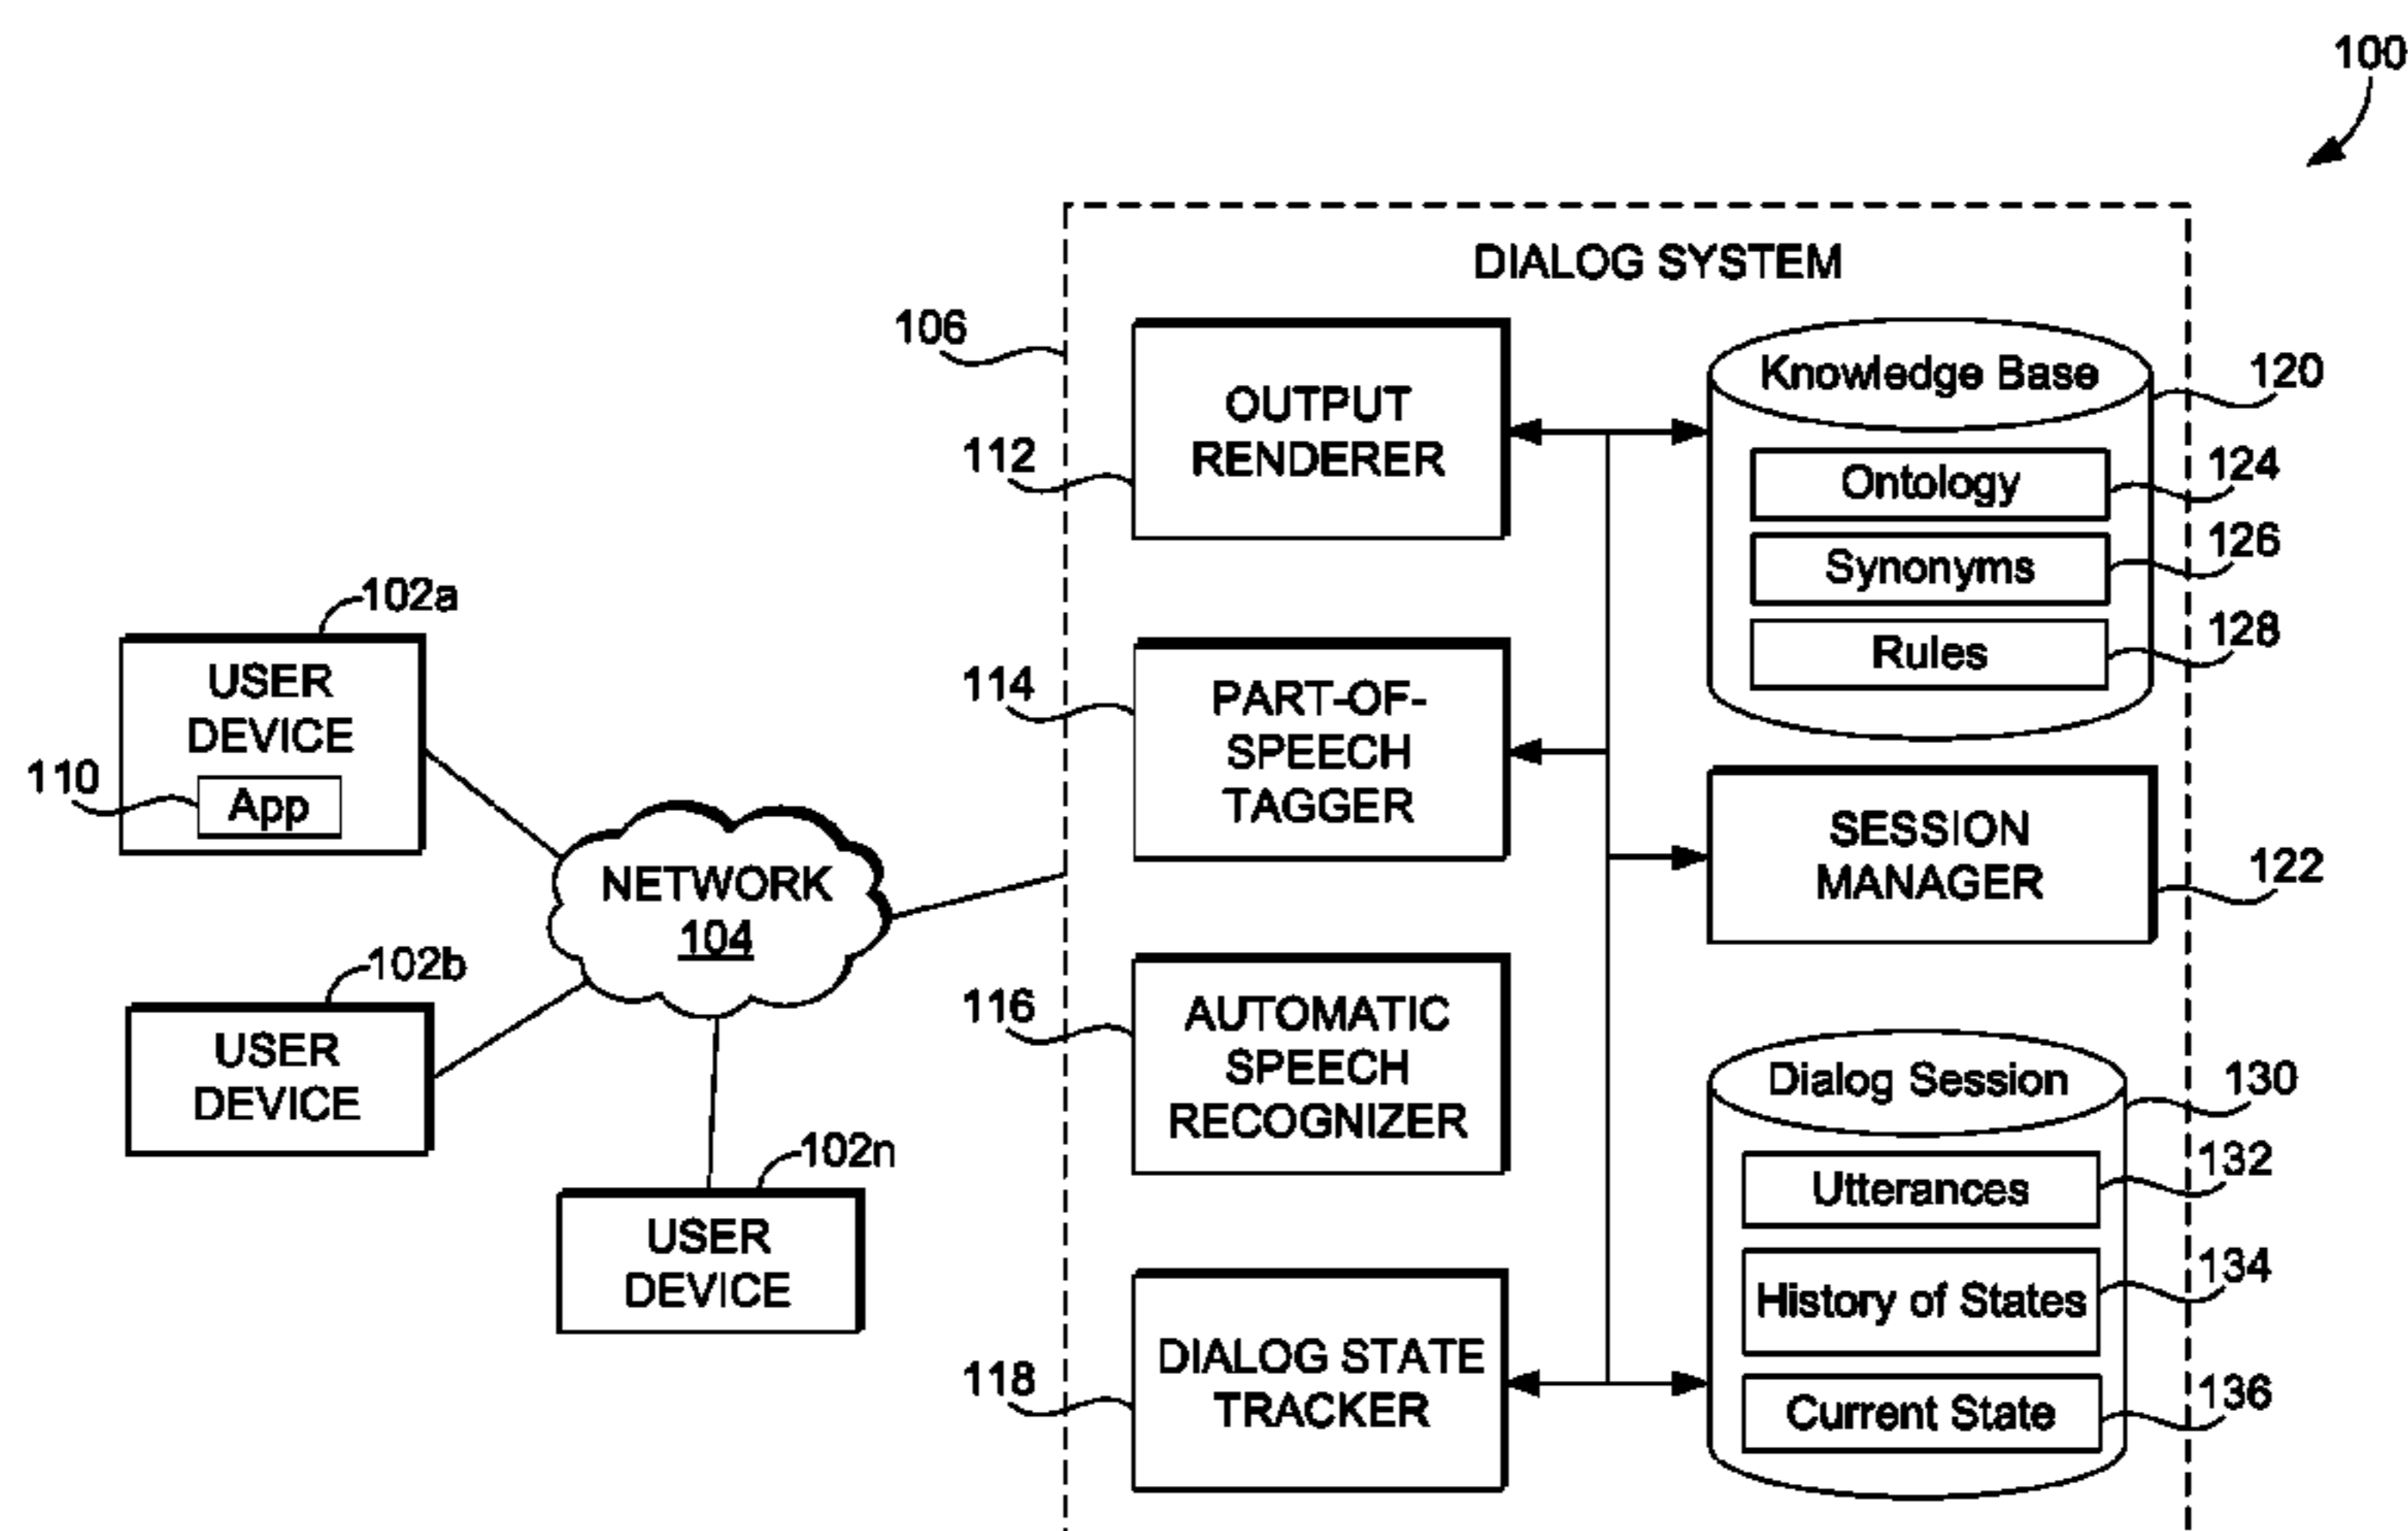 100
DIALOG SYSTEM
106
OUTPUT
RENDERER
112
Knowledge Base
120
Ontology
124
Synonyms
126
Rules
128
102a
USER
DEVICE
110
App
114
PART-OF-
SPEECH
TAGGER
SESSION
MANAGER
122
NETWORK
104
102b
USER
DEVICE
116
AUTOMATIC
SPEECH
RECOGNIZER
Dialog Session
130
Utterances
132
History of States
134
Current State
136
102n
USER
DEVICE
118
DIALOG STATE
TRACKER